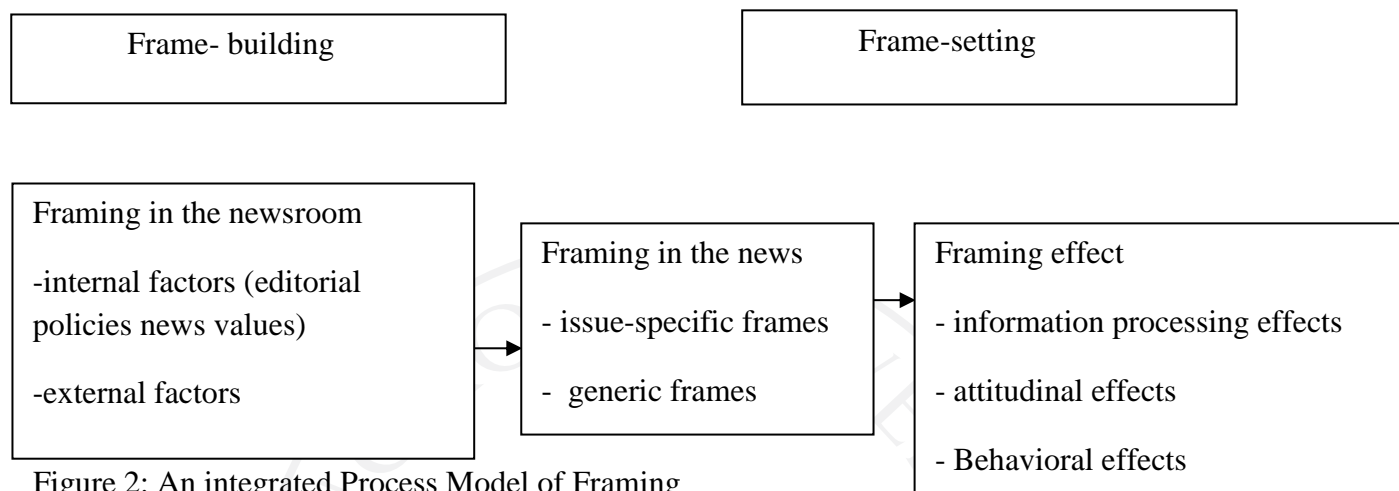 Frame- building
Frame-setting
Framing in the newsroom
-internal factors (editorial
policies news values)
-external factors
Framing in the news
- issue-specific frames
- generic frames
Framing effect
- information processing effects
- attitudinal effects
- Behavioral effects
Figure 2: An integrated Process Model of Framing